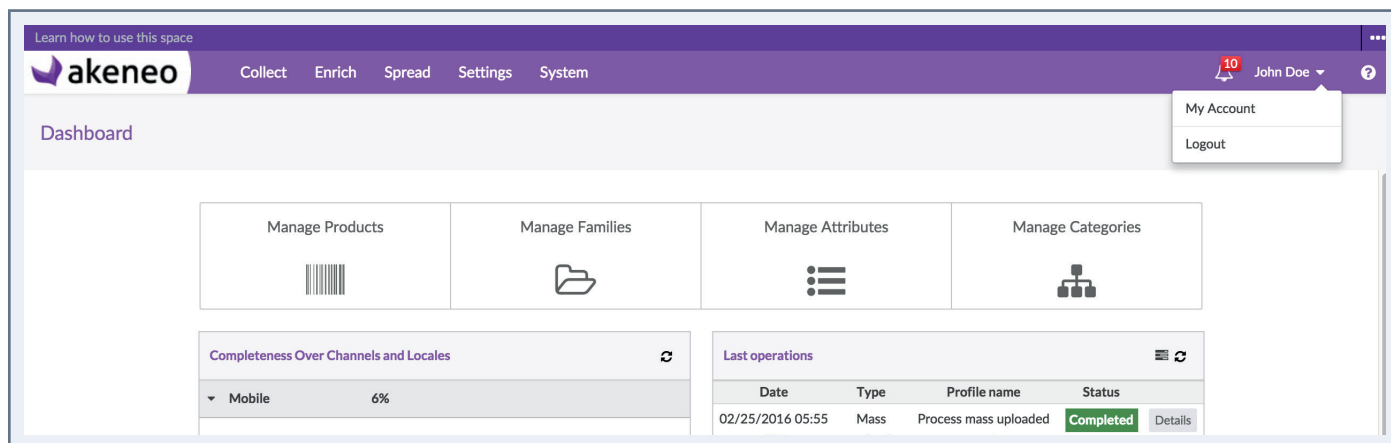 Learn how to use this space
akeneo Collect Enrich Spread Settings System 10 John Doe
My Account
Dashboard
Logout
Manage Products Manage Families Manage Attributes Manage Categories
Completeness Over Channels and Locales Last operations
Date Type Profile name Status
Mobile 6%
02/25/2016 05:55 Mass Process mass uploaded Completed Details